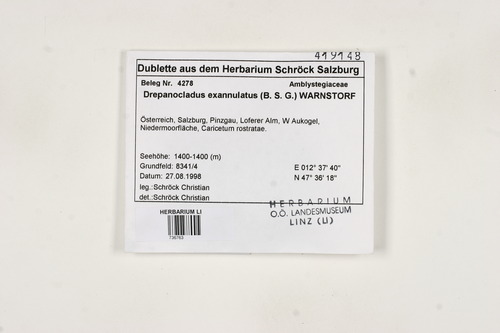 419148
Dublette aus dem Herbarium Schröck Salzburg
Beleg Nr. 4278 Amblystegiaceae
Drepanocladus exannulatus (B. S. G.) WARNSTORF
Österreich, Salzburg, Pinzgau, Loferer Alm, W Aukogel,
Niedermoorfläche, Caricetum rostratae.
Seehöhe: 1400-1400 (m)
Grundfeld: 8341/4 E 012° 37' 40"
Datum: 27.08.1998 N 47° 36' 18"
leg.:Schröck Christian
det.:Schröck Christian
HERBARIUM LI
736763
HERBARIUM
O.Ö. LANDESMUSEUM
LINZ (LI)